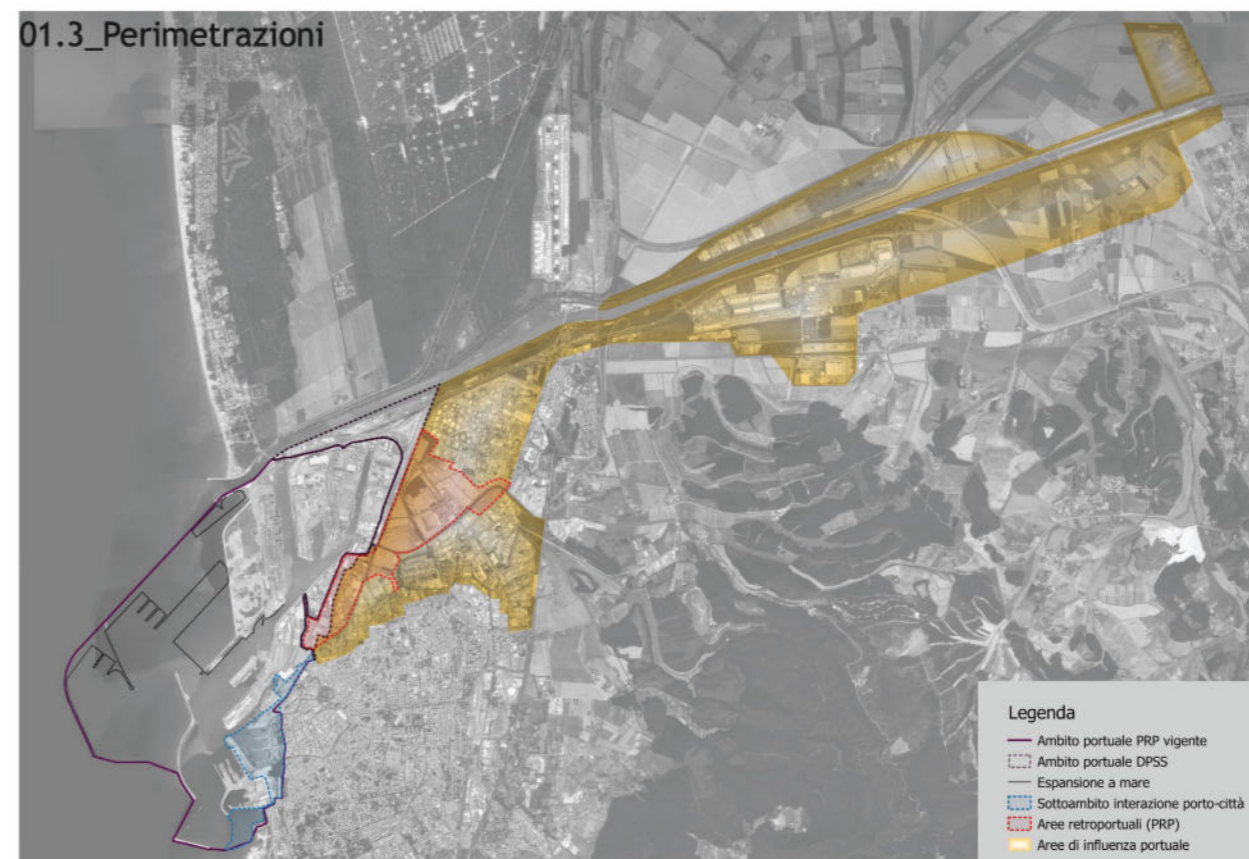 01.3_Perimetrazioni
Legenda
Ambito portuale PRP vigente
Ambito portuale DPSS
Espansione a mare
Sottoambito interazione porto-città
Aree retroportuali (PRP)
Aree di influenza portuale